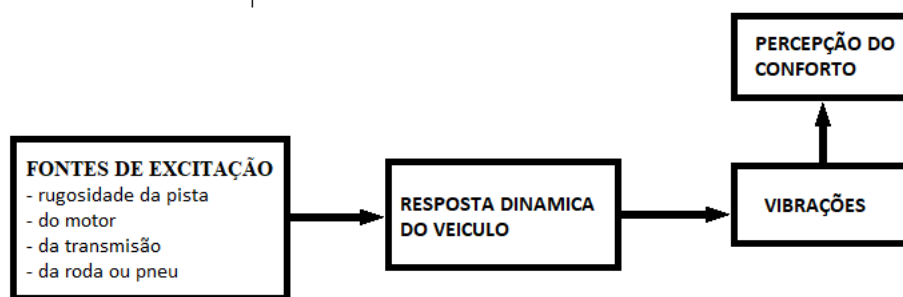 PERCEPÇÃO DO
CONFORTO
FONTES DE EXCITAÇÃO
- rugosidade da pista
- do motor
- da transmisão
- da roda ou pneu
RESPOSTA DINAMICA
DO VEICULO
VIBRAÇÕES